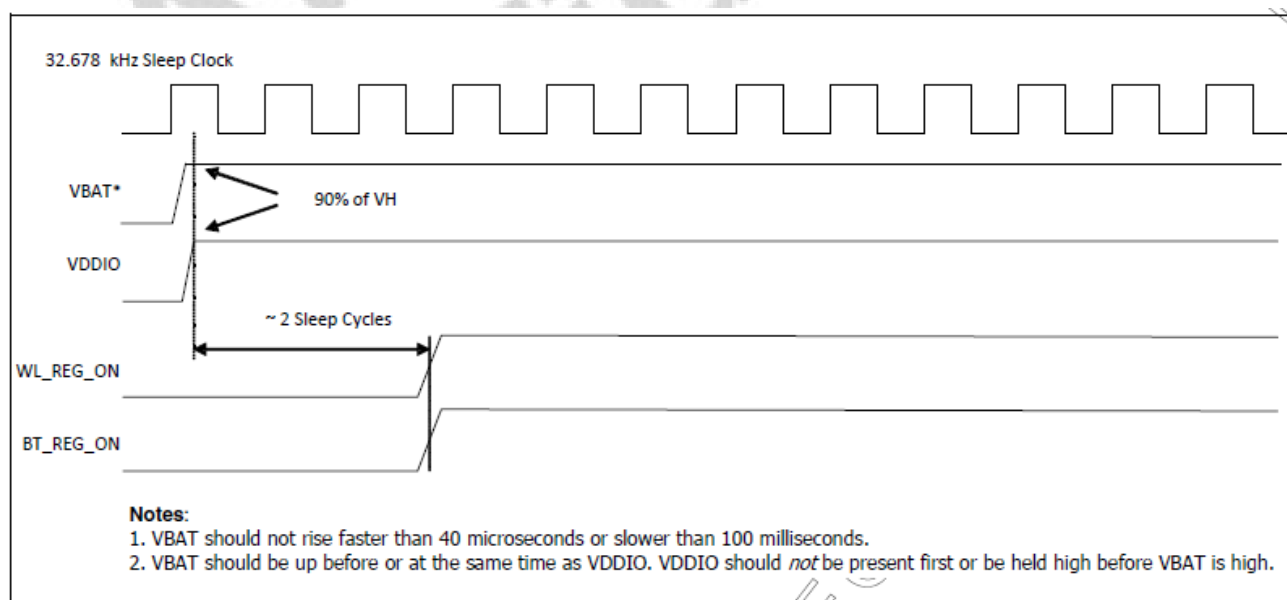 32.678 kHz Sleep Clock
VBAT*
90% of VH
VDDIO
~ 2 Sleep Cycles
WL_REG_ON
BT_REG_ON
Notes:
1. VBAT should not rise faster than 40 microseconds or slower than 100 milliseconds.
2. VBAT should be up before or at the same time as VDDIO. VDDIO should not be present first or be held high before VBAT is high.